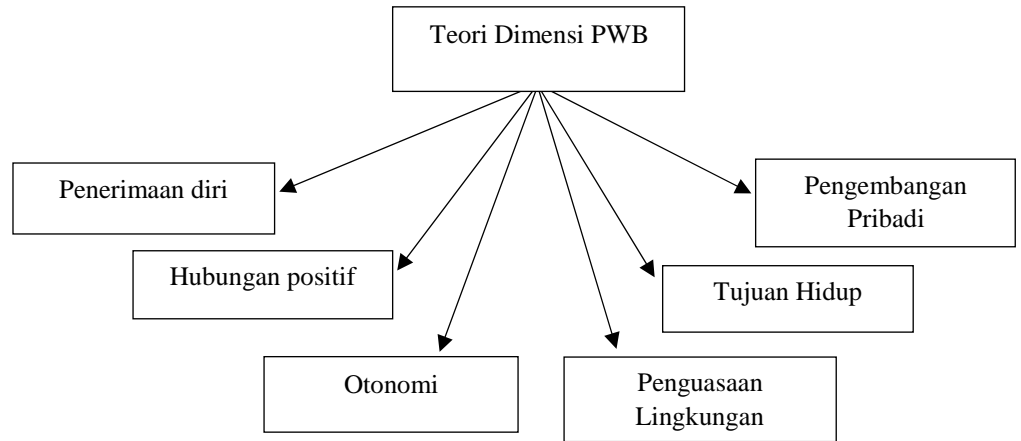 Teori Dimensi PWB
Penerimaan diri
Pengembangan
Pribadi
Hubungan positif
Tujuan Hidup
Otonomi
Penguasaan
Lingkungan